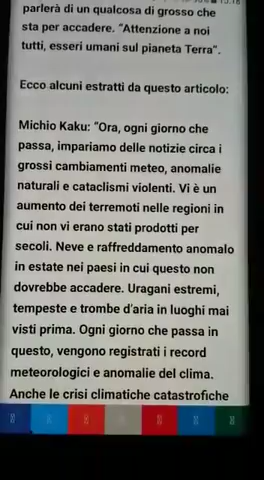 parlerà di un qualcosa di grosso che
sta per accadere. "Attenzione a noi
tutti, esseri umani sul pianeta Terra".
Ecco alcuni estratti da questo articolo:
Michio Kaku: "Ora, ogni giorno che
passa, impariamo delle notizie circa i
grossi cambiamenti meteo, anomalie
naturali e cataclismi violenti. Vi è un
aumento dei terremoti nelle regioni in
cui non vi erano stati prodotti per
secoli. Neve e raffreddamento anomalo
in estate nei paesi in cui questo non
dovrebbe accadere. Uragani estremi,
tempeste e trombe d'aria in luoghi mai
visti prima. Ogni giorno che passa in
questo, vengono registrati i record
meteorologici e anomalie del clima.
Anche le crisi climatiche catastrofiche